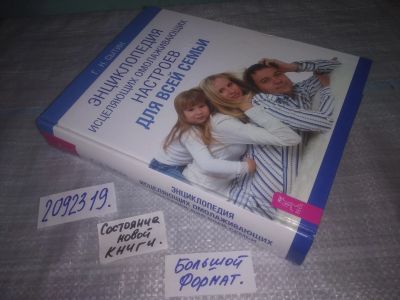 Г. Н. СЫТИН
ЭНЦИКЛОПЕДИЯ
ИСЦЕЛЯЮЩИХ ОМОЛАЖИВАЮЩИХ
НАСТРОЕВ
ДЛЯ ВСЕЙ СЕМЬИ
ЭНЦИКЛОПЕДИЯ
ИСЦЕЛЯЮЩИХ ОМОЛАЖИВАЮЩИХ
2092319.
Состояние
новой
книги.
Большой
Формат.